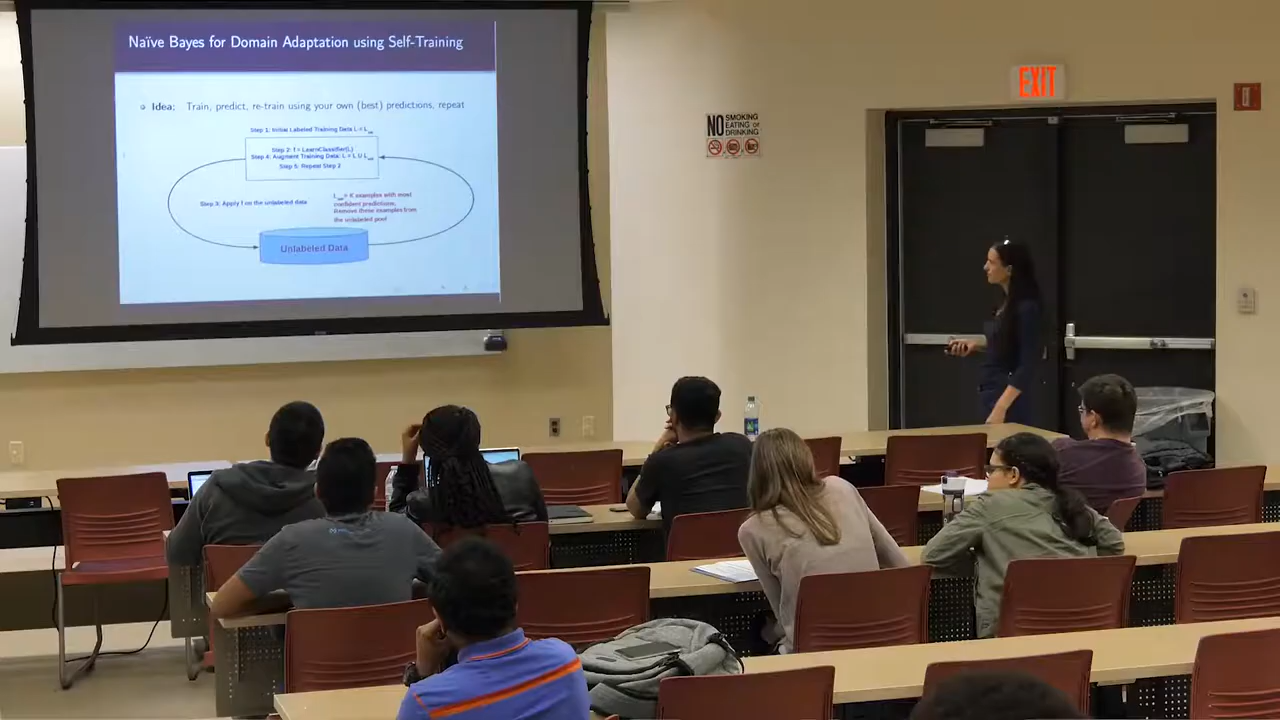 Naïve Bayes for Domain Adaptation using Self-Training
Idea: Train, predict, re-train using your own (best) predictions, repeat
Step 1: Initial Labeled Training Data L =
Step 2: f = LearnClassifier(L)
Step 4: Augment Training Data: L = L U L
Step 5: Repeat Step 2
Step 3: Apply f on the unlabeled data
= K examples with most
confident predictions.
Remove these examples from
the unlabeled pool
Unlabeled Data
NO SMOKING
EATING or
DRINKING
EXIT